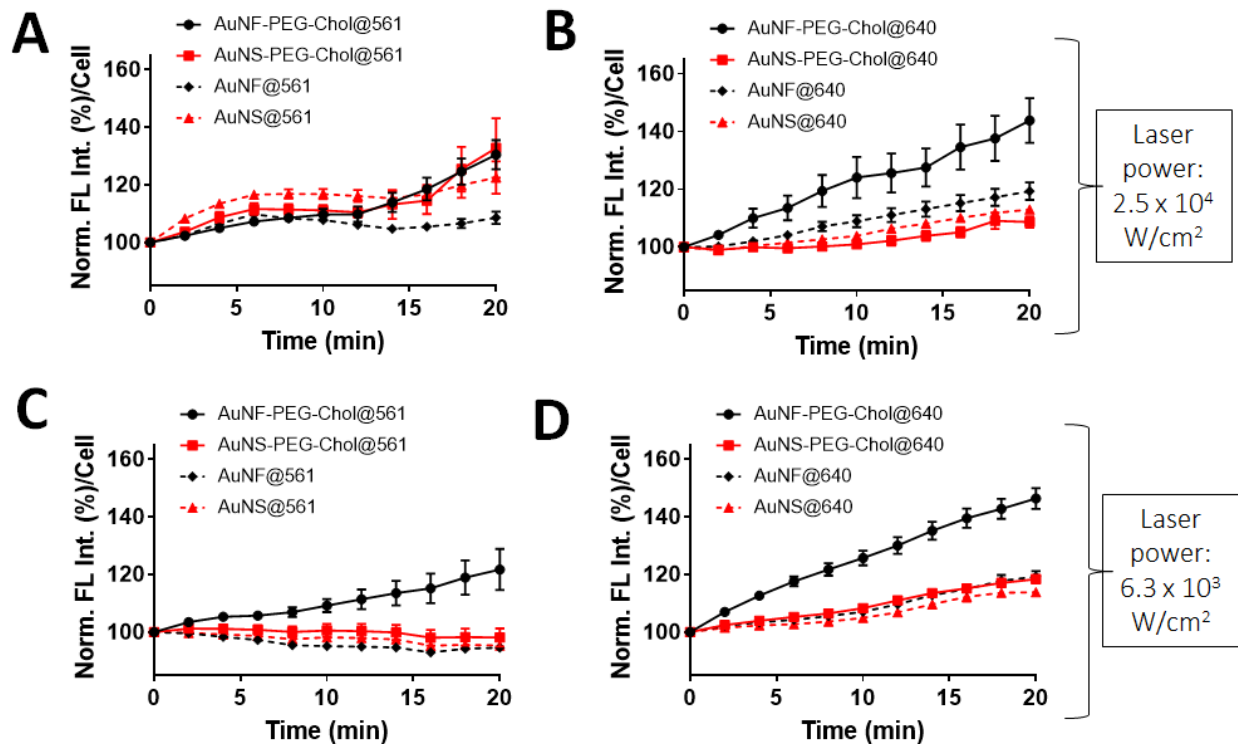 A
AuNF-PEG-Chol@561
AuNS-PEG-Chol@561
AuNF@561
AuNS@561
Norm. FL Int. (%)/Cell
160
140
120
100
0
5
10
15
20
Time (min)
B
AuNF-PEG-Chol@640
AuNS-PEG-Chol@640
AuNF@640
AuNS@640
Norm. FL Int. (%)/Cell
160
140
120
100
0
5
10
15
20
Time (min)
Laser
power:
2.5 x 10⁴
W/cm²
C
AuNF-PEG-Chol@561
AuNS-PEG-Chol@561
AuNF@561
AuNS@561
Norm. FL Int. (%)/Cell
160
140
120
100
0
5
10
15
20
Time (min)
D
AuNF-PEG-Chol@640
AuNS-PEG-Chol@640
AuNF@640
AuNS@640
Norm. FL Int. (%)/Cell
160
140
120
100
0
5
10
15
20
Time (min)
Laser
power:
6.3 x 10³
W/cm²